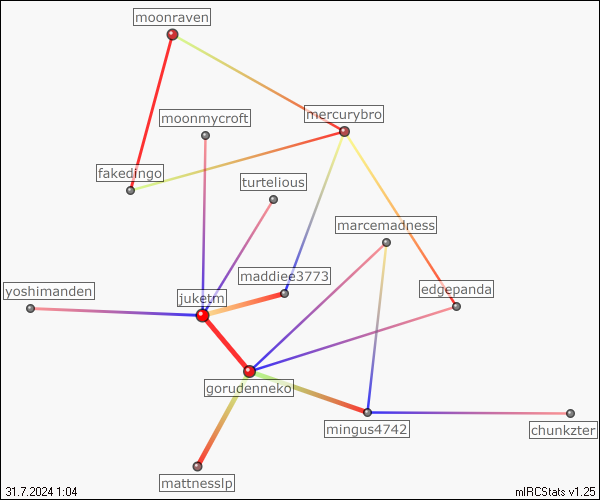 moonraven
mercurybro
moonmycroft
fakedingo
turtelious
marcemadness
maddiee3773
yoshimanden
juketm
edgepanda
gorudenneko
mingus4742
chunkzter
mattnesslp
31.7.2024 1:04
mIRCStats v1.25